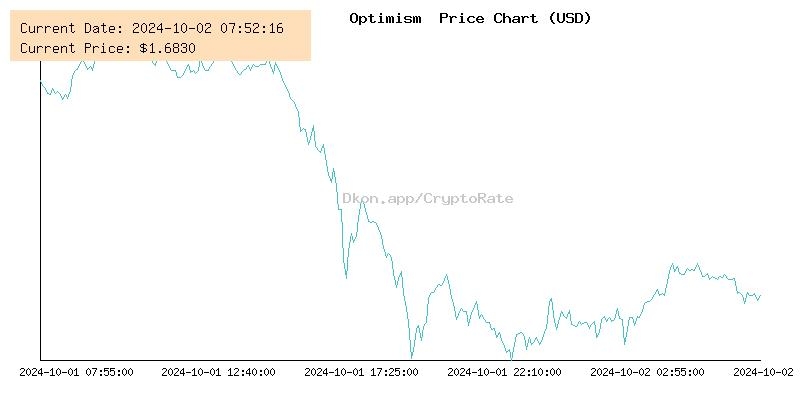 Optimism  Price Chart (USD)
Current Date: 2024-10-02 07:52:16
Current Price: $1.6830
Dkon.app/CryptoRate
2024-10-01 07:55:00 2024-10-01 12:40:00 2024-10-01 17:25:00 2024-10-01 22:10:00 2024-10-02 02:55:00 2024-10-02